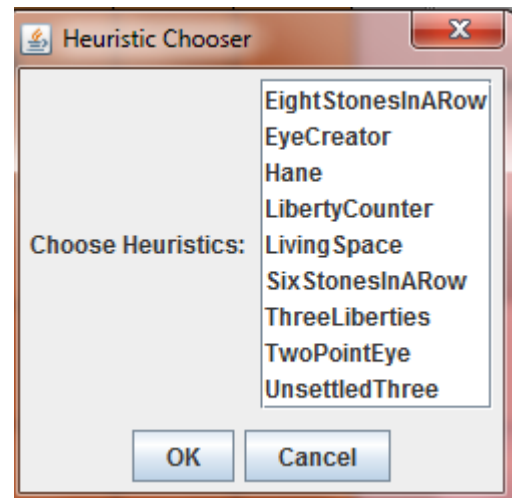 Heuristic Chooser
Choose Heuristics:
EightStonesInARow
EyeCreator
Hane
LibertyCounter
LivingSpace
SixStonesInARow
ThreeLiberties
TwoPointEye
UnsettledThree
OK Cancel